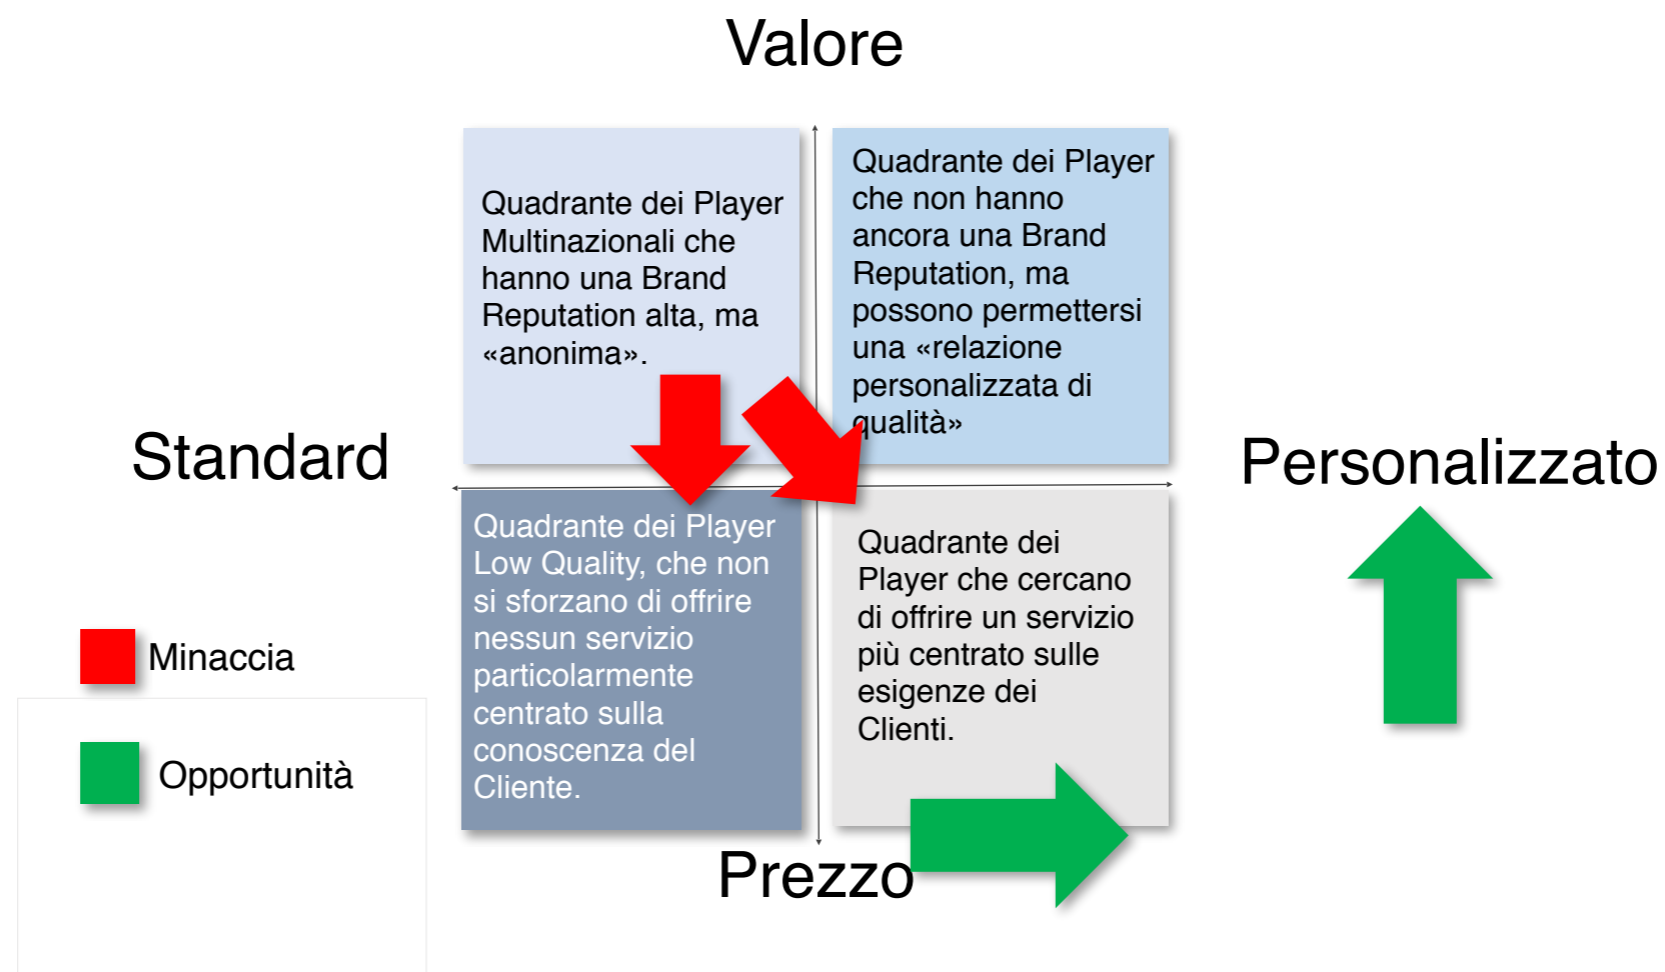 Valore
Quadrante dei Player
Multinazionali che
hanno una Brand
Reputation alta, ma
«anonima».
Quadrante dei Player
che non hanno
ancora una Brand
Reputation, ma
possono permettersi
una «relazione
personalizzata di
qualità»
Standard
Personalizzato
Quadrante dei Player
Low Quality, che non
si sforzano di offrire
nessun servizio
particolarmente
centrato sulla
conoscenza del
Cliente.
Quadrante dei
Player che cercano
di offrire un servizio
più centrato sulle
esigenze dei
Clienti.
Minaccia
Opportunità
Prezzo